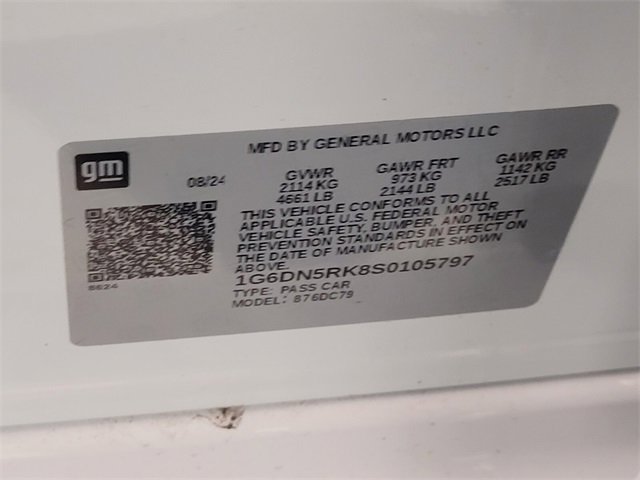 MFD BY GENERAL MOTORS LLC
gm
08/24
GVWR
2114 KG
4661 LB
GAWR FRT
973 KG
2144 LB
GAWR RR
1142 KG
2517 LB
THIS VEHICLE CONFORMS TO ALL
APPLICABLE U.S. FEDERAL MOTOR
VEHICLE SAFETY, BUMPER, AND THEFT
PREVENTION STANDARDS IN EFFECT ON
THE DATE OF MANUFACTURE SHOWN
ABOVE.
8624
1G6DN5RK8S0105797
TYPE: PASS CAR
MODEL: 876DC79